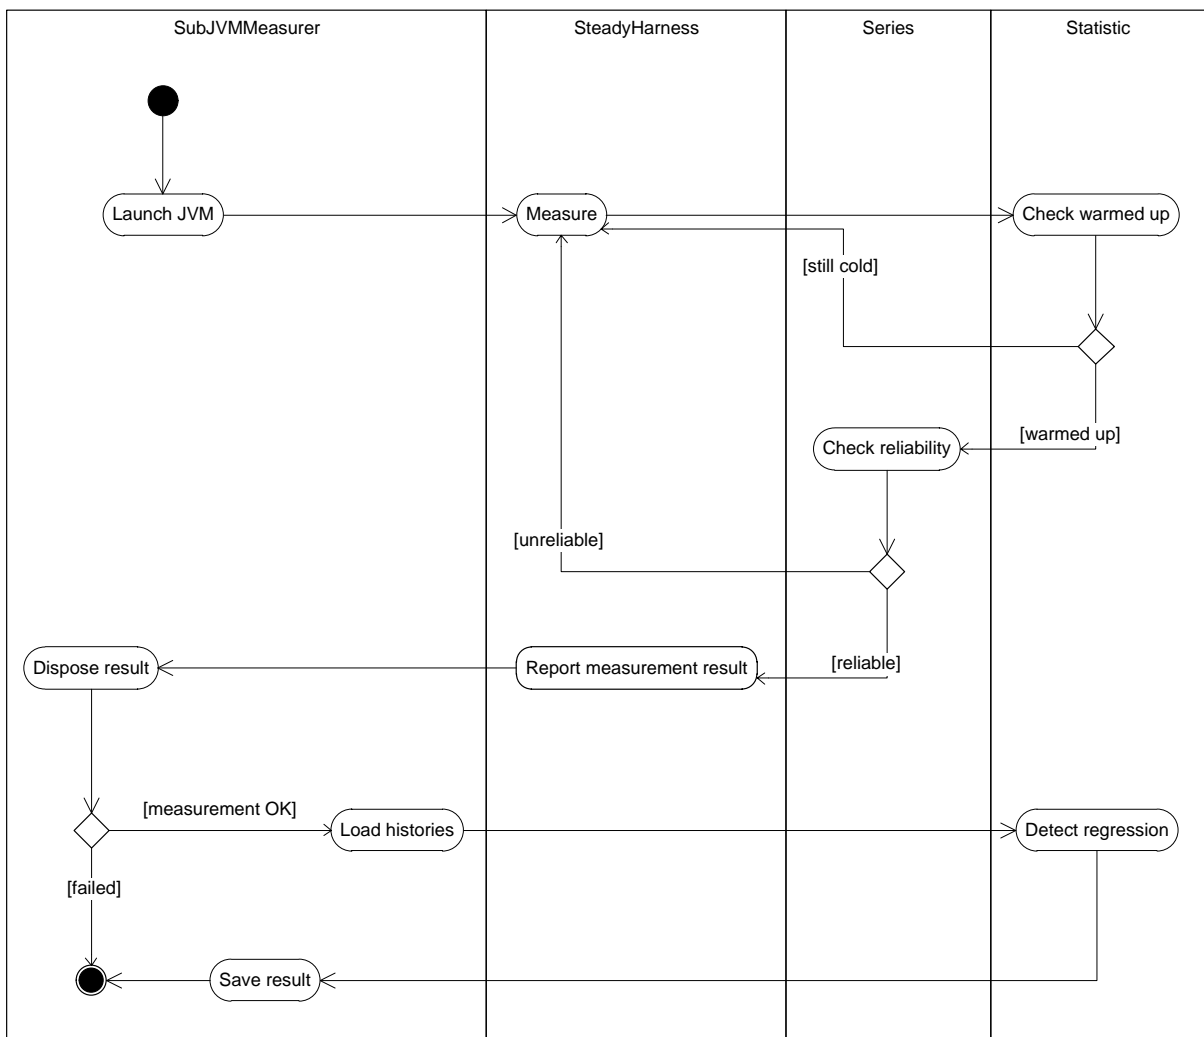 SubJVMMeasurer
SteadyHarness
Series
Statistic
Launch JVM
Measure
Check warmed up
[still cold]
[warmed up]
Check reliability
[unreliable]
[reliable]
Report measurement result
Dispose result
[measurement OK]
Load histories
Detect regression
[failed]
Save result